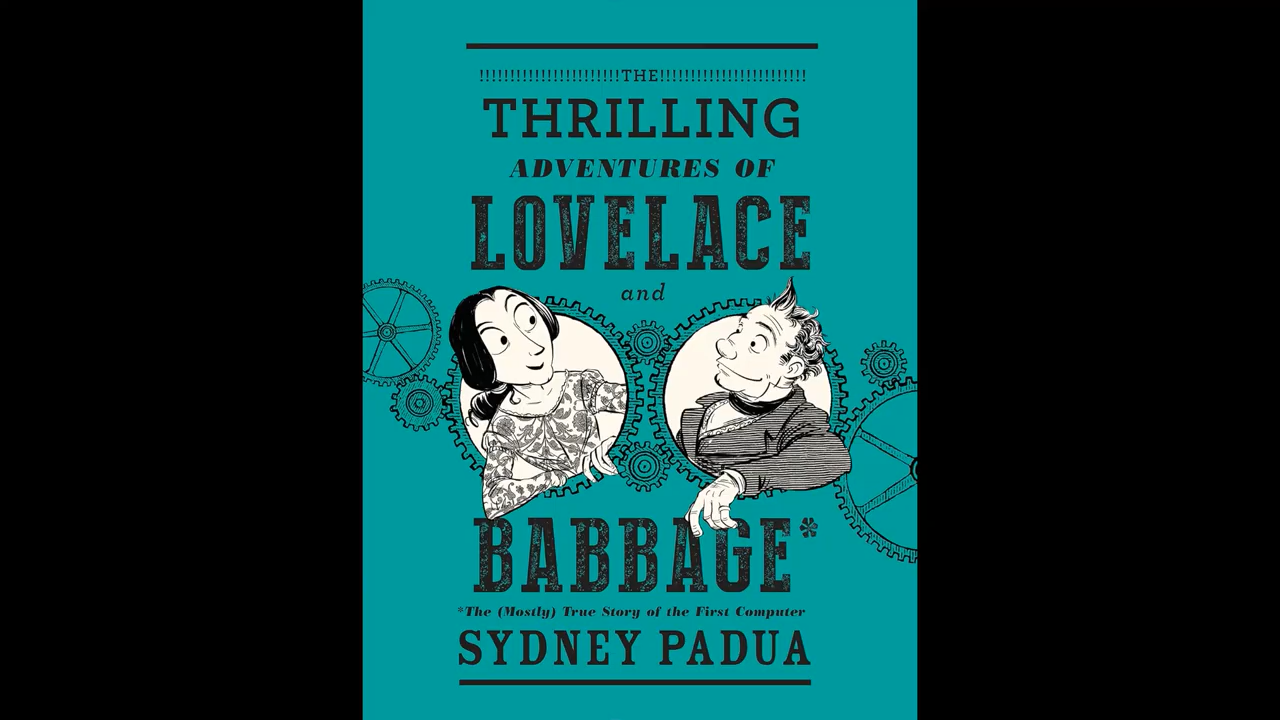 !!!!!!!!!!!!!!!!!!!!!!!THE!!!!!!!!!!!!!!!!!!!!!!!!
THRILLING
ADVENTURES OF
LOVELACE
and
BABBAGE*
*The (Mostly) True Story of the First Computer
SYDNEY PADUA